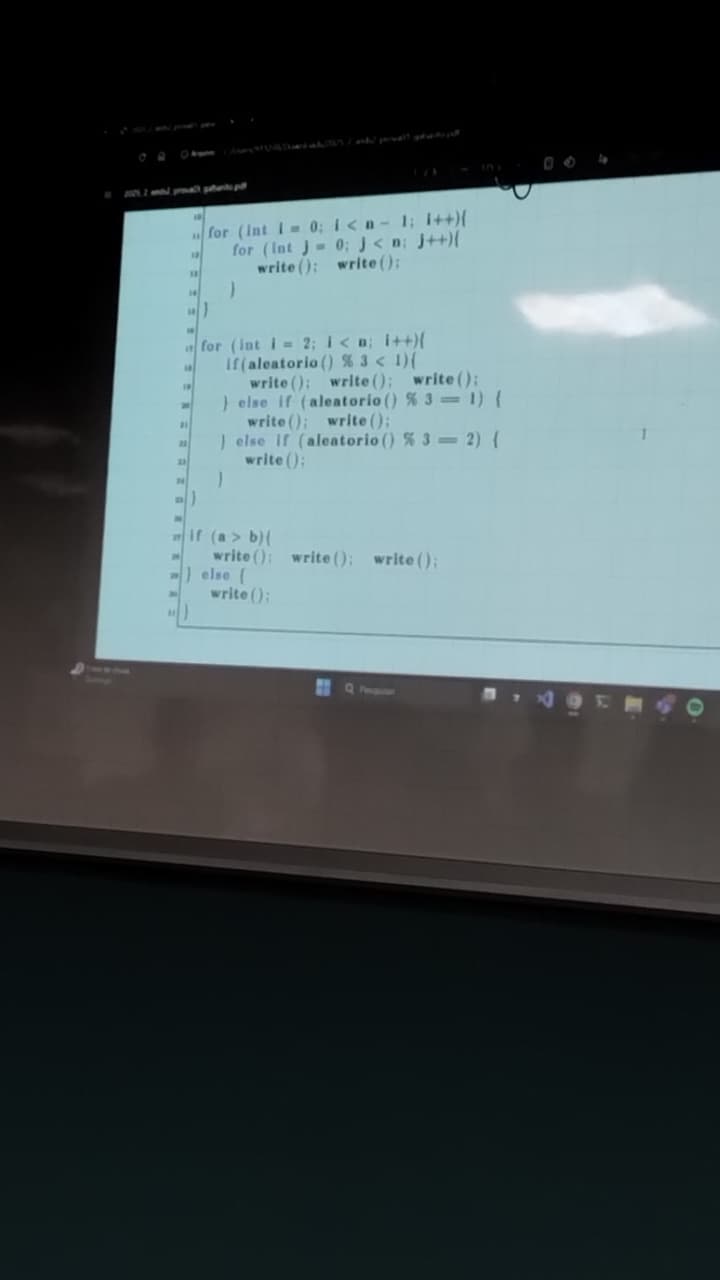 Arquivo
2025_2_aeds2_prova01_gabarito.pdf
10
11 for (int i = 0; i < n - 1; i++){
12 for (int j = 0; j < n; j++){
13 write(); write();
14 }
15 }
16
17 for (int i = 2; i < n; i++){
18 if(aleatorio() % 3 < 1){
19 write(); write(); write();
20 } else if (aleatorio() % 3 == 1) {
21 write(); write();
22 } else if (aleatorio() % 3 == 2) {
23 write();
24 }
25 }
26
27 if (a > b){
28 write(); write(); write();
29 } else {
30 write();
31 }
Pesquisar